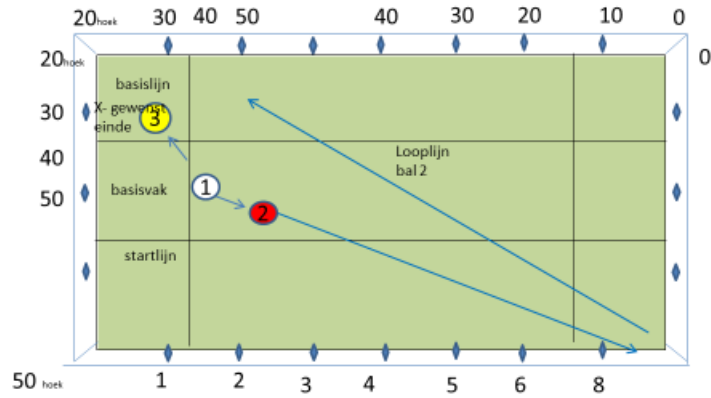 20hoek 30 40 50 40 30 20 10 0
20hoek 0
basislijn
30 X- gewenst 3
einde
40 Looplijn
bal 2
basisvak 1
50
2
startlijn
50 hoek 1 2 3 4 5 6 8